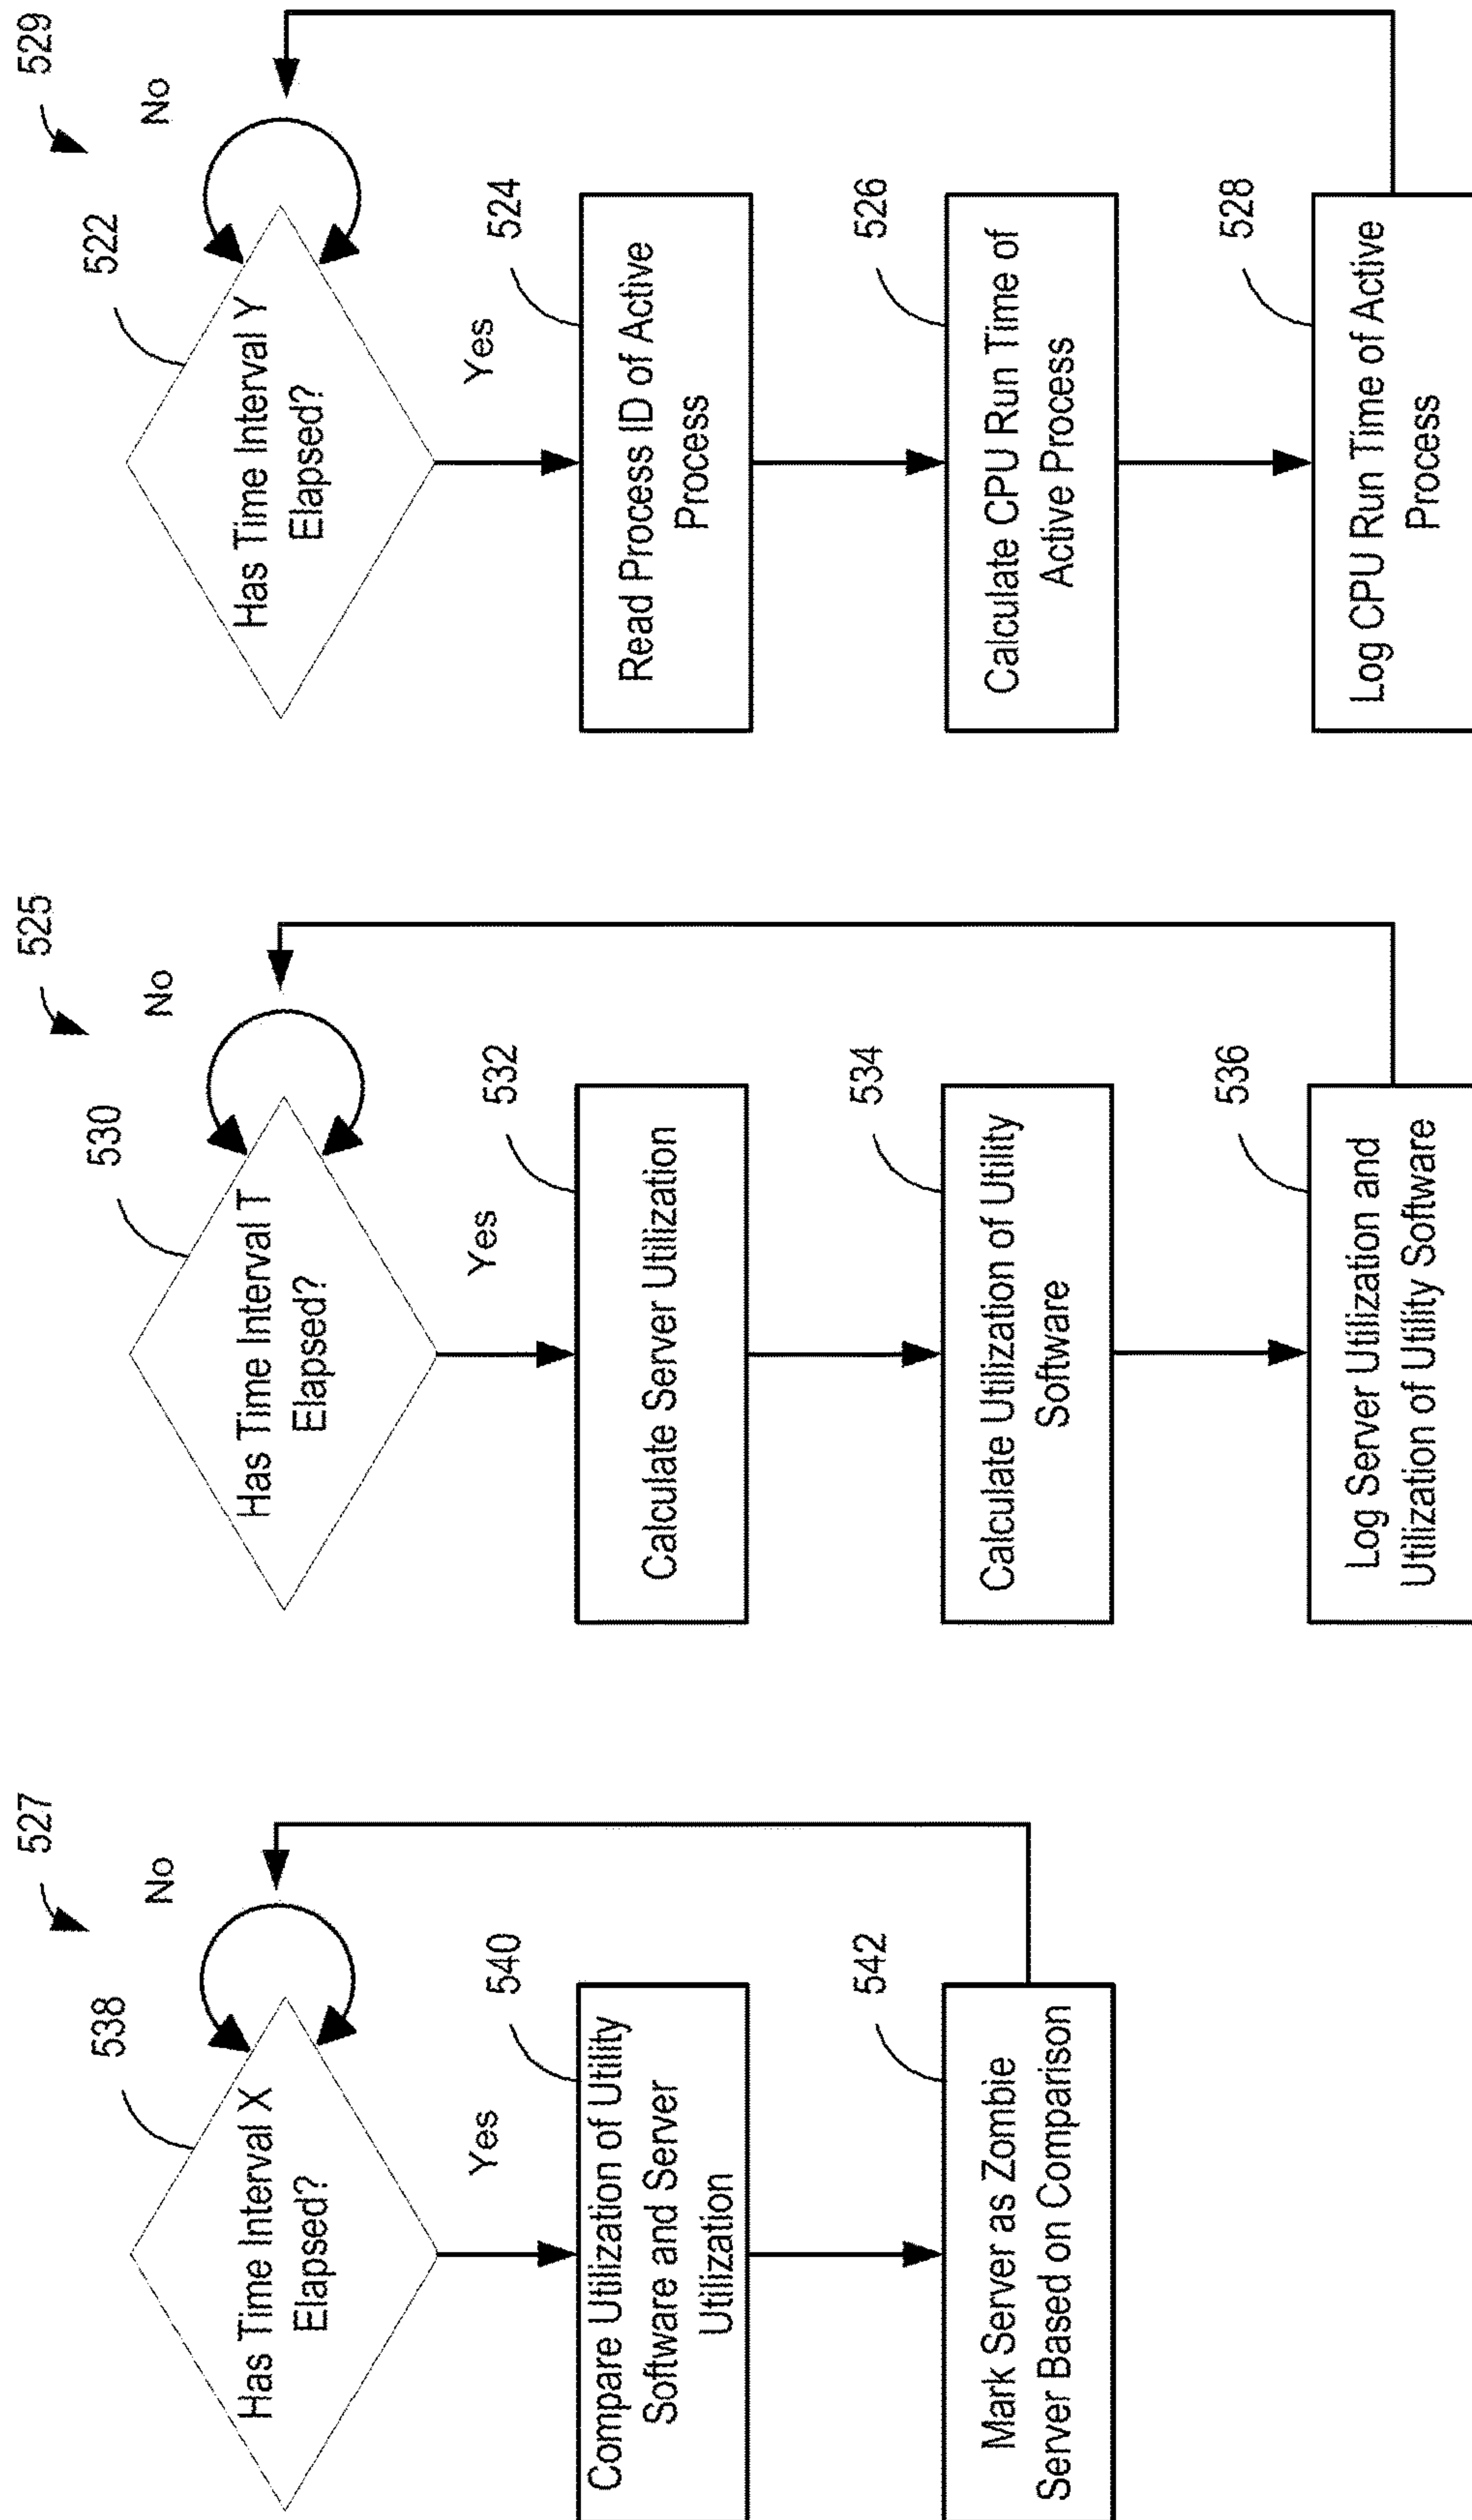 527
No
538
Has Time Interval X
Elapsed?
Yes
540
Compare Utilization of Utility
Software and Server
Utilization
542
Mark Server as Zombie
Server Based on Comparison
525
No
530
Has Time Interval T
Elapsed?
Yes
532
Calculate Server Utilization
534
Calculate Utilization of Utility
Software
536
Log Server Utilization and
Utilization of Utility Software
529
No
522
Has Time Interval Y
Elapsed?
Yes
524
Read Process ID of Active
Process
526
Calculate CPU Run Time of
Active Process
528
Log CPU Run Time of Active
Process